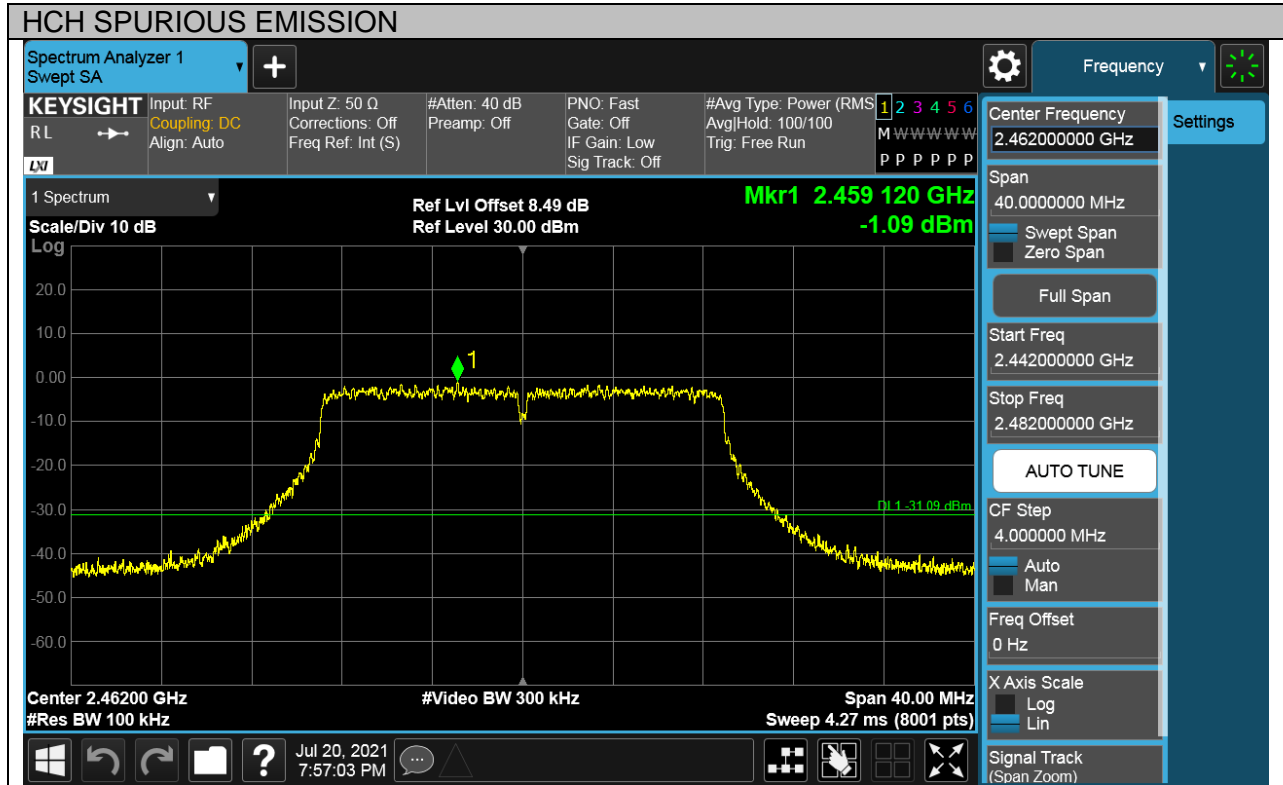 HCH SPURIOUS EMISSION
Spectrum Analyzer 1
Swept SA
Frequency
KEYSIGHT
R L
LXI
Input: RF
Coupling: DC
Align: Auto
Input Z: 50 Ω
Corrections: Off
Freq Ref: Int (S)
#Atten: 40 dB
Preamp: Off
PNO: Fast
Gate: Off
IF Gain: Low
Sig Track: Off
#Avg Type: Power (RMS
Avg|Hold: 100/100
Trig: Free Run
1 2 3 4 5 6
M W W W W W
P P P P P P
1 Spectrum
Scale/Div 10 dB
Ref Lvl Offset 8.49 dB
Ref Level 30.00 dBm
Mkr1 2.459 120 GHz
-1.09 dBm
Log
20.0
10.0
0.00
-10.0
-20.0
-30.0
-40.0
-50.0
-60.0
1
DL1 -31.09 dBm
Center 2.46200 GHz
#Res BW 100 kHz
#Video BW 300 kHz
Span 40.00 MHz
Sweep 4.27 ms (8001 pts)
Center Frequency
2.462000000 GHz
Settings
Span
40.0000000 MHz
Swept Span
Zero Span
Full Span
Start Freq
2.442000000 GHz
Stop Freq
2.482000000 GHz
AUTO TUNE
CF Step
4.000000 MHz
Auto
Man
Freq Offset
0 Hz
X Axis Scale
Log
Lin
Signal Track
(Span Zoom)
?
Jul 20, 2021
7:57:03 PM